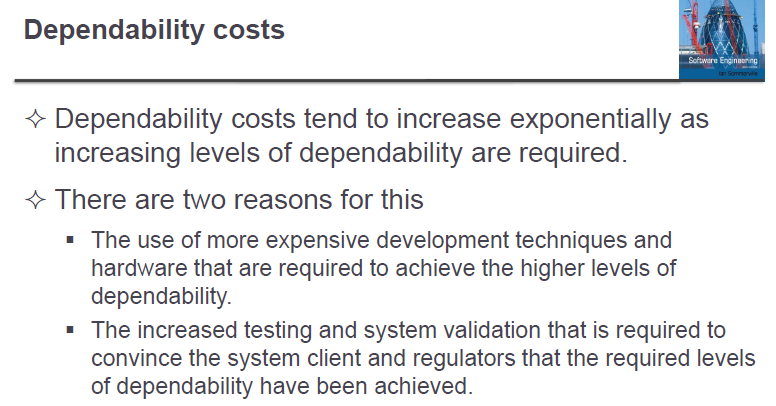 Dependability costs
Software Engineering
Ian Sommerville
✧ Dependability costs tend to increase exponentially as
increasing levels of dependability are required.
✧ There are two reasons for this
▪ The use of more expensive development techniques and
hardware that are required to achieve the higher levels of
dependability.
▪ The increased testing and system validation that is required to
convince the system client and regulators that the required levels
of dependability have been achieved.